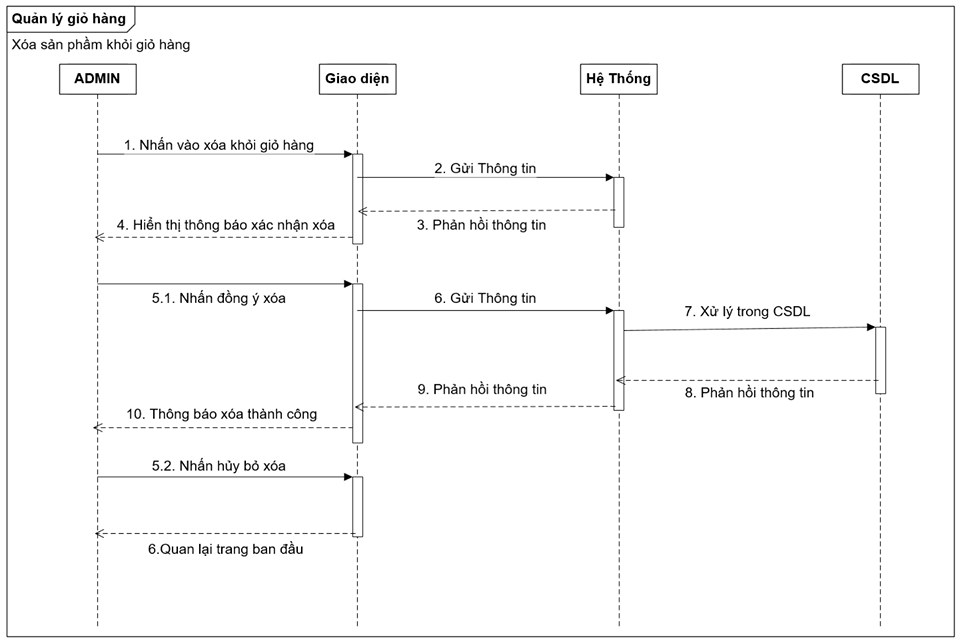 Quản lý giỏ hàng
Xóa sản phẩm khỏi giỏ hàng
ADMIN
Giao diện
Hệ Thống
CSDL
1. Nhấn vào xóa khỏi giỏ hàng
2. Gửi Thông tin
3. Phản hồi thông tin
4. Hiển thị thông báo xác nhận xóa
5.1. Nhấn đồng ý xóa
6. Gửi Thông tin
7. Xử lý trong CSDL
8. Phản hồi thông tin
9. Phản hồi thông tin
10. Thông báo xóa thành công
5.2. Nhấn hủy bỏ xóa
6.Quan lại trang ban đầu